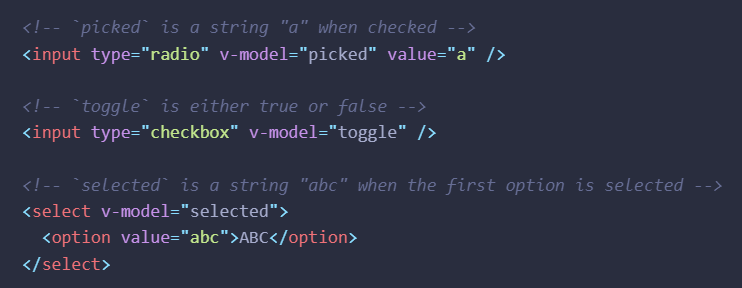 <!-- `picked` is a string "a" when checked -->
<input type="radio" v-model="picked" value="a" />
<!-- `toggle` is either true or false -->
<input type="checkbox" v-model="toggle" />
<!-- `selected` is a string "abc" when the first option is selected -->
<select v-model="selected">
  <option value="abc">ABC</option>
</select>